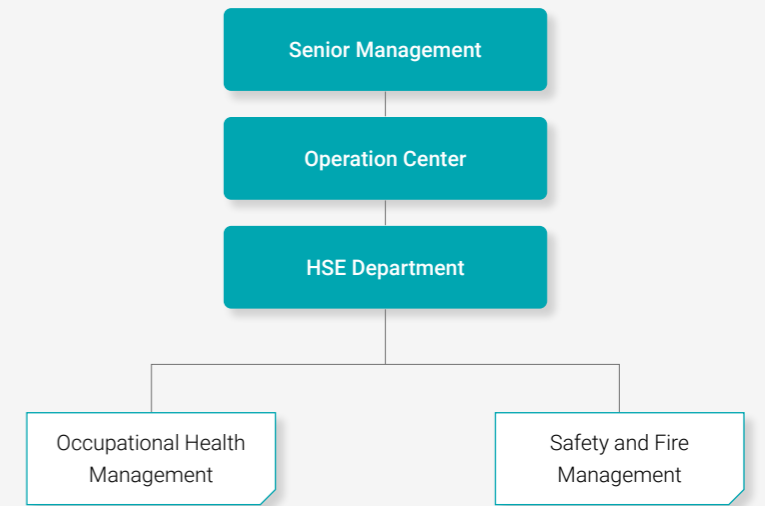 Senior Management
Operation Center
HSE Department
Occupational Health
Management
Safety and Fire
Management